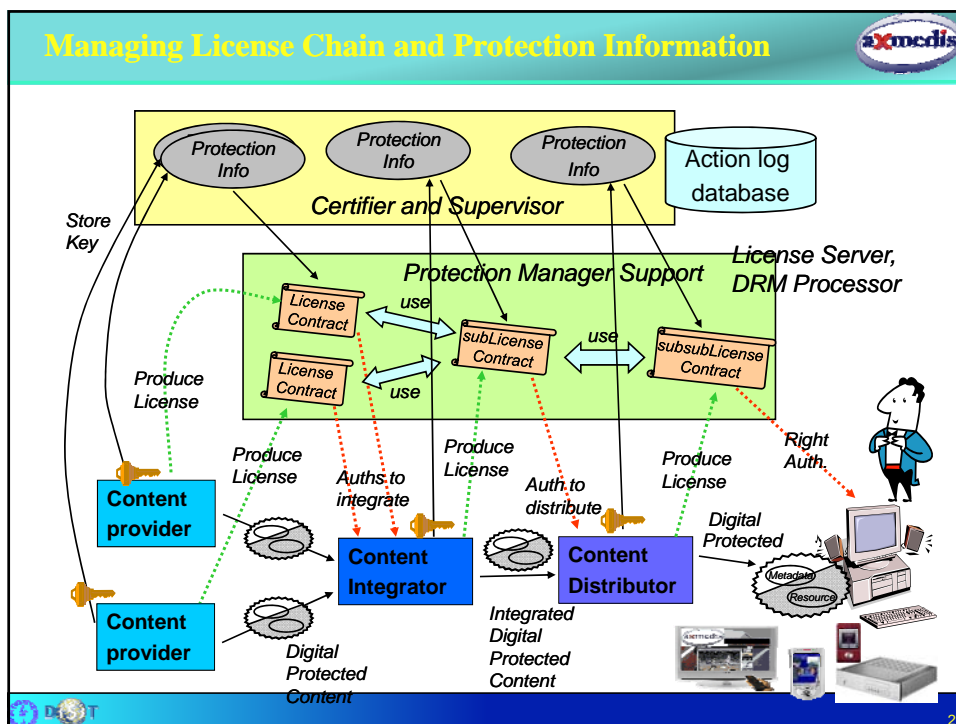 Managing License Chain and Protection Information
axmedis
Protection
Info
Protection
Info
Protection
Info
Action log
database
Certifier and Supervisor
Store
Key
License Server,
DRM Processor
Protection Manager Support
License
Contract
use
subLicense
Contract
use
subsubLicense
Contract
License
Contract
use
Produce
License
Produce
License
Auths to
integrate
Produce
License
Auth to
distribute
Produce
License
Right
Auth.
Content
provider
Content
Integrator
Content
Distributor
Digital
Protected
Metadata
Resource
Content
provider
Digital
Protected
Content
Integrated
Digital
Protected
Content
axmedis
2